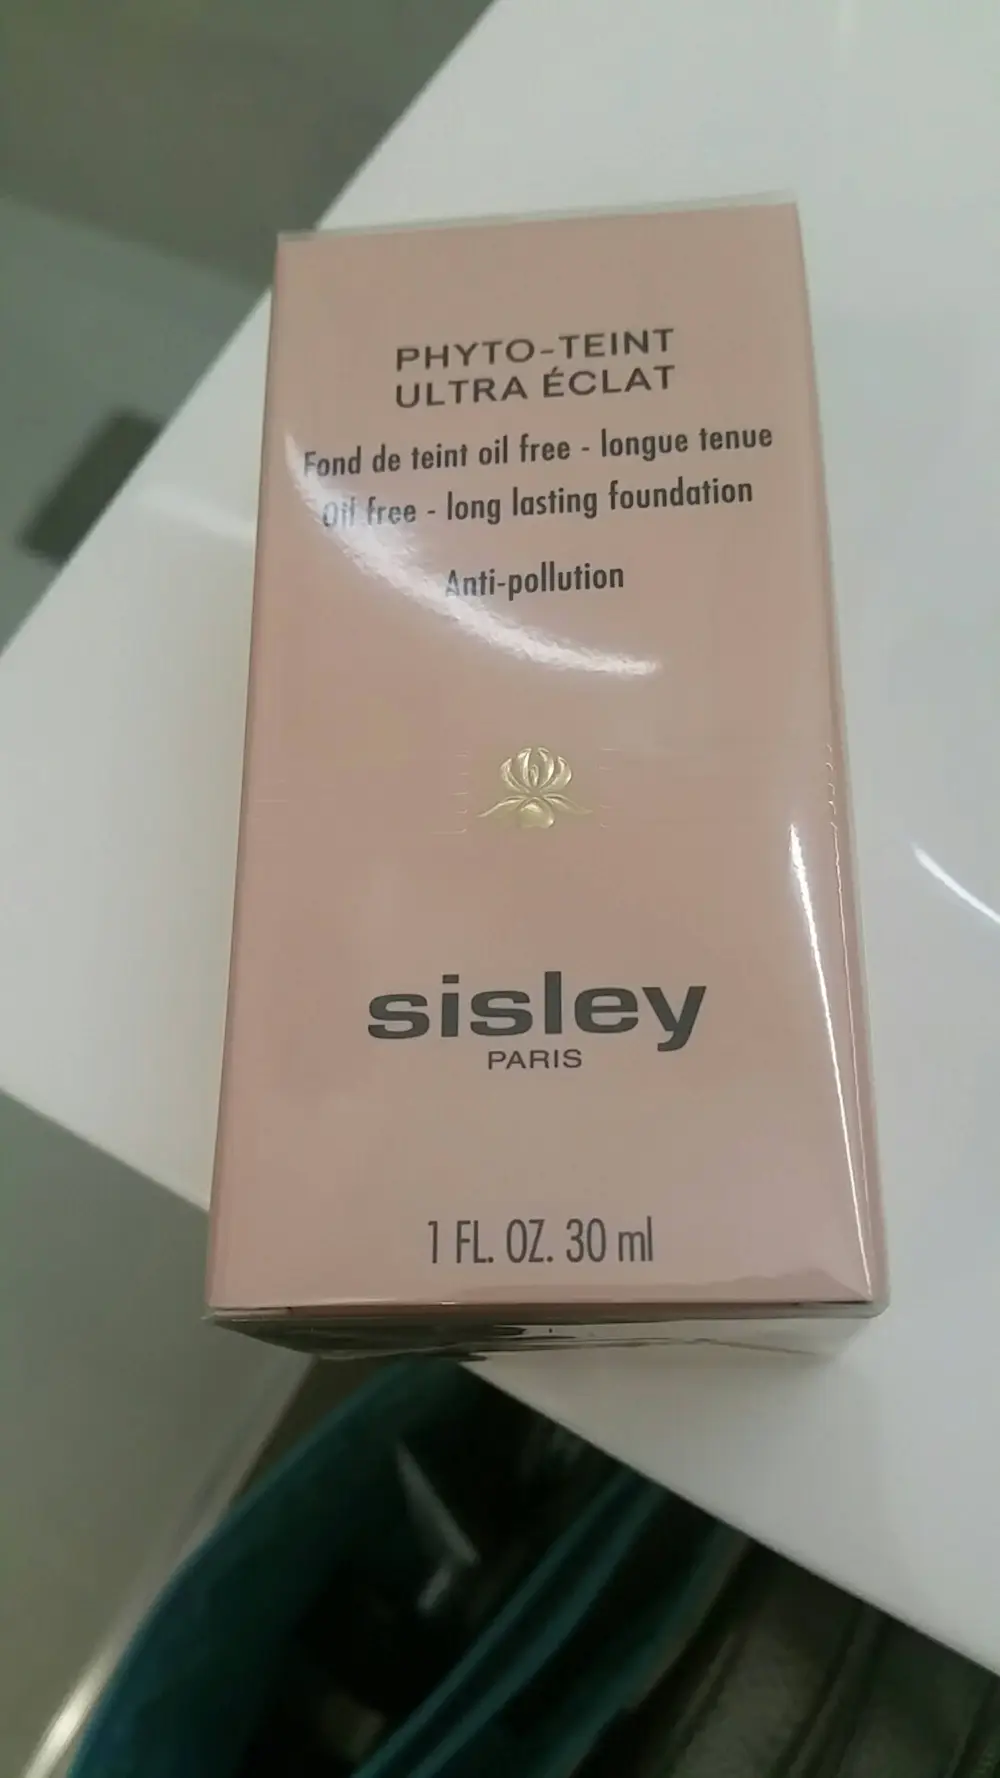 PHYTO-TEINT
ULTRA ÉCLAT
Fond de teint oil free - longue tenue
Oil free - long lasting foundation
Anti-pollution
sisley
PARIS
1 FL. OZ. 30 ml